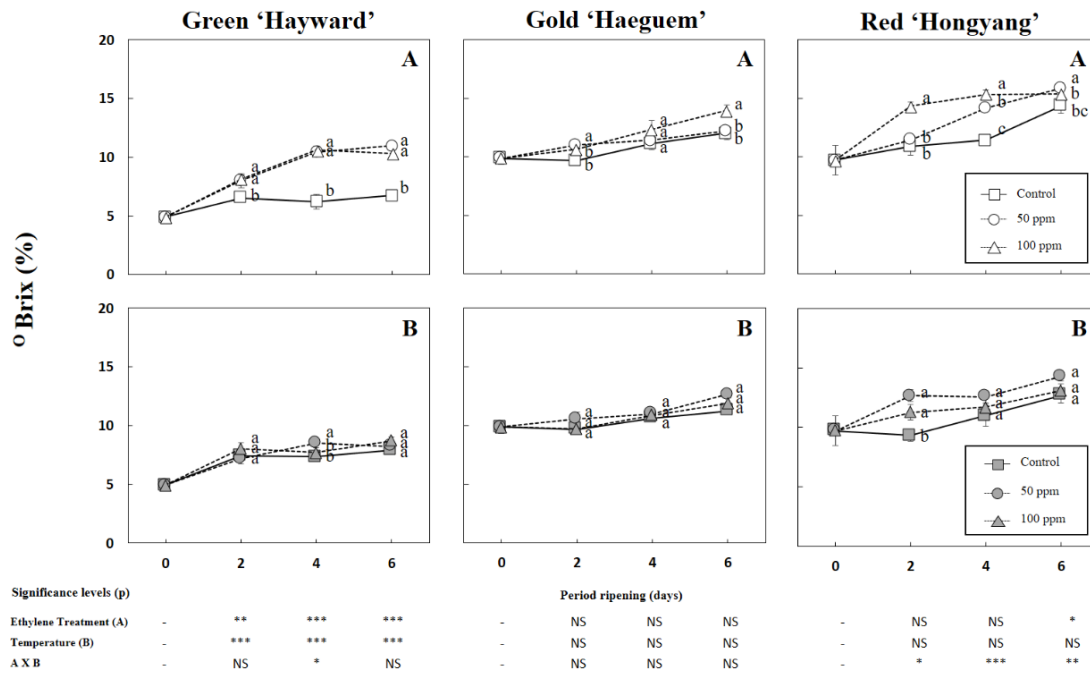 Green ‘Hayward’ Gold ‘Haeguem’ Red ‘Hongyang’
20 A A A
15
10
5
0
a a a
a a a
b b b
a a a
b a b
b a b
a a a
b b b
b c bc
Control
50 ppm
100 ppm
O Brix (%)
20 B B B
15
10
5
0
a a a
a b a
a b a
a a a
a a a
a a a
a a a
a a a
b a a
Control
50 ppm
100 ppm
0 2 4 6 0 2 4 6 0 2 4 6
Significance levels (p) Period ripening (days)
Ethylene Treatment (A) - ** *** *** - NS NS NS - NS NS *
Temperature (B) - *** *** *** - NS NS NS - NS NS NS
A X B - NS * NS - NS NS NS - * *** **